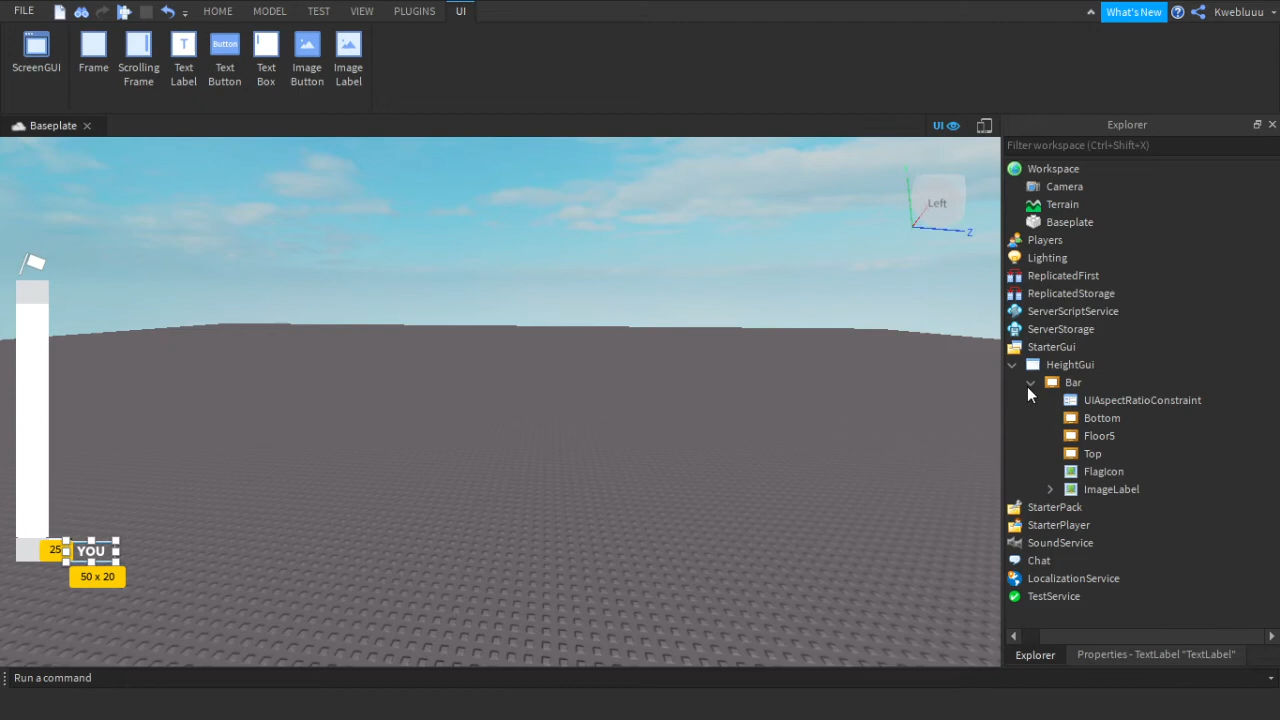 FILE
HOME
MODEL
TEST
VIEW
PLUGINS
UI
What's New
Kwebluuu
ScreenGUI
Frame
Scrolling
Frame
Text
Label
Button
Text
Button
Text
Box
Image
Button
Image
Label
Baseplate
UI
Explorer
Filter workspace (Ctrl+Shift+X)
Workspace
Camera
Terrain
Baseplate
Players
Lighting
ReplicatedFirst
ReplicatedStorage
ServerScriptService
ServerStorage
StarterGui
HeightGui
Bar
UIAspectRatioConstraint
Bottom
Floor5
Top
FlagIcon
ImageLabel
StarterPack
StarterPlayer
SoundService
Chat
LocalizationService
TestService
Left
Z
25
YOU
50 x 20
Explorer
Properties - TextLabel "TextLabel"
Run a command